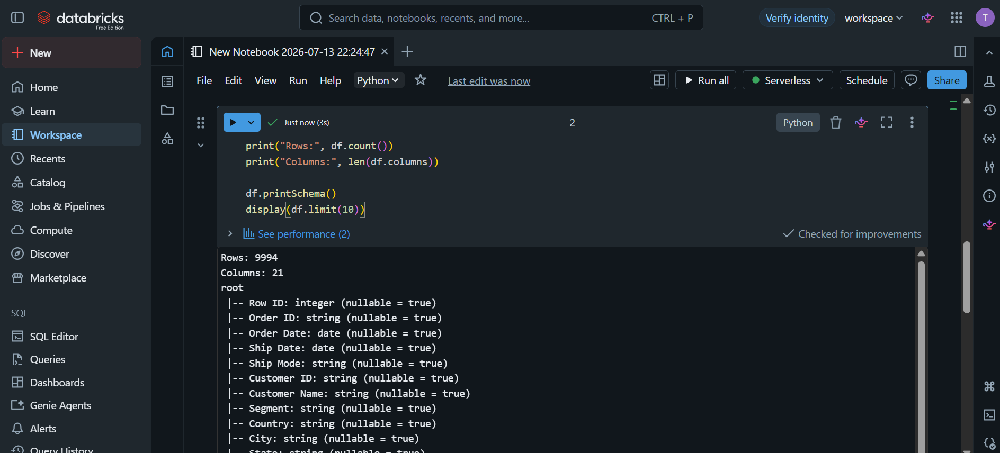 databricks
Free Edition
Search data, notebooks, recents, and more...
CTRL + P
Verify identity
workspace
T
New
New Notebook 2026-07-13 22:24:47
File
Edit
View
Run
Help
Python
Last edit was now
Run all
Serverless
Schedule
Share
Home
Learn
Workspace
Recents
Catalog
Jobs & Pipelines
Compute
Discover
Marketplace
SQL
SQL Editor
Queries
Dashboards
Genie Agents
Alerts
Query History
Just now (3s)
2
Python
print("Rows:", df.count())
print("Columns:", len(df.columns))
df.printSchema()
display(df.limit(10))
See performance (2)
Checked for improvements
Rows: 9994
Columns: 21
root
|-- Row ID: integer (nullable = true)
|-- Order ID: string (nullable = true)
|-- Order Date: date (nullable = true)
|-- Ship Date: date (nullable = true)
|-- Ship Mode: string (nullable = true)
|-- Customer ID: string (nullable = true)
|-- Customer Name: string (nullable = true)
|-- Segment: string (nullable = true)
|-- Country: string (nullable = true)
|-- City: string (nullable = true)
|-- State: string (nullable = true)